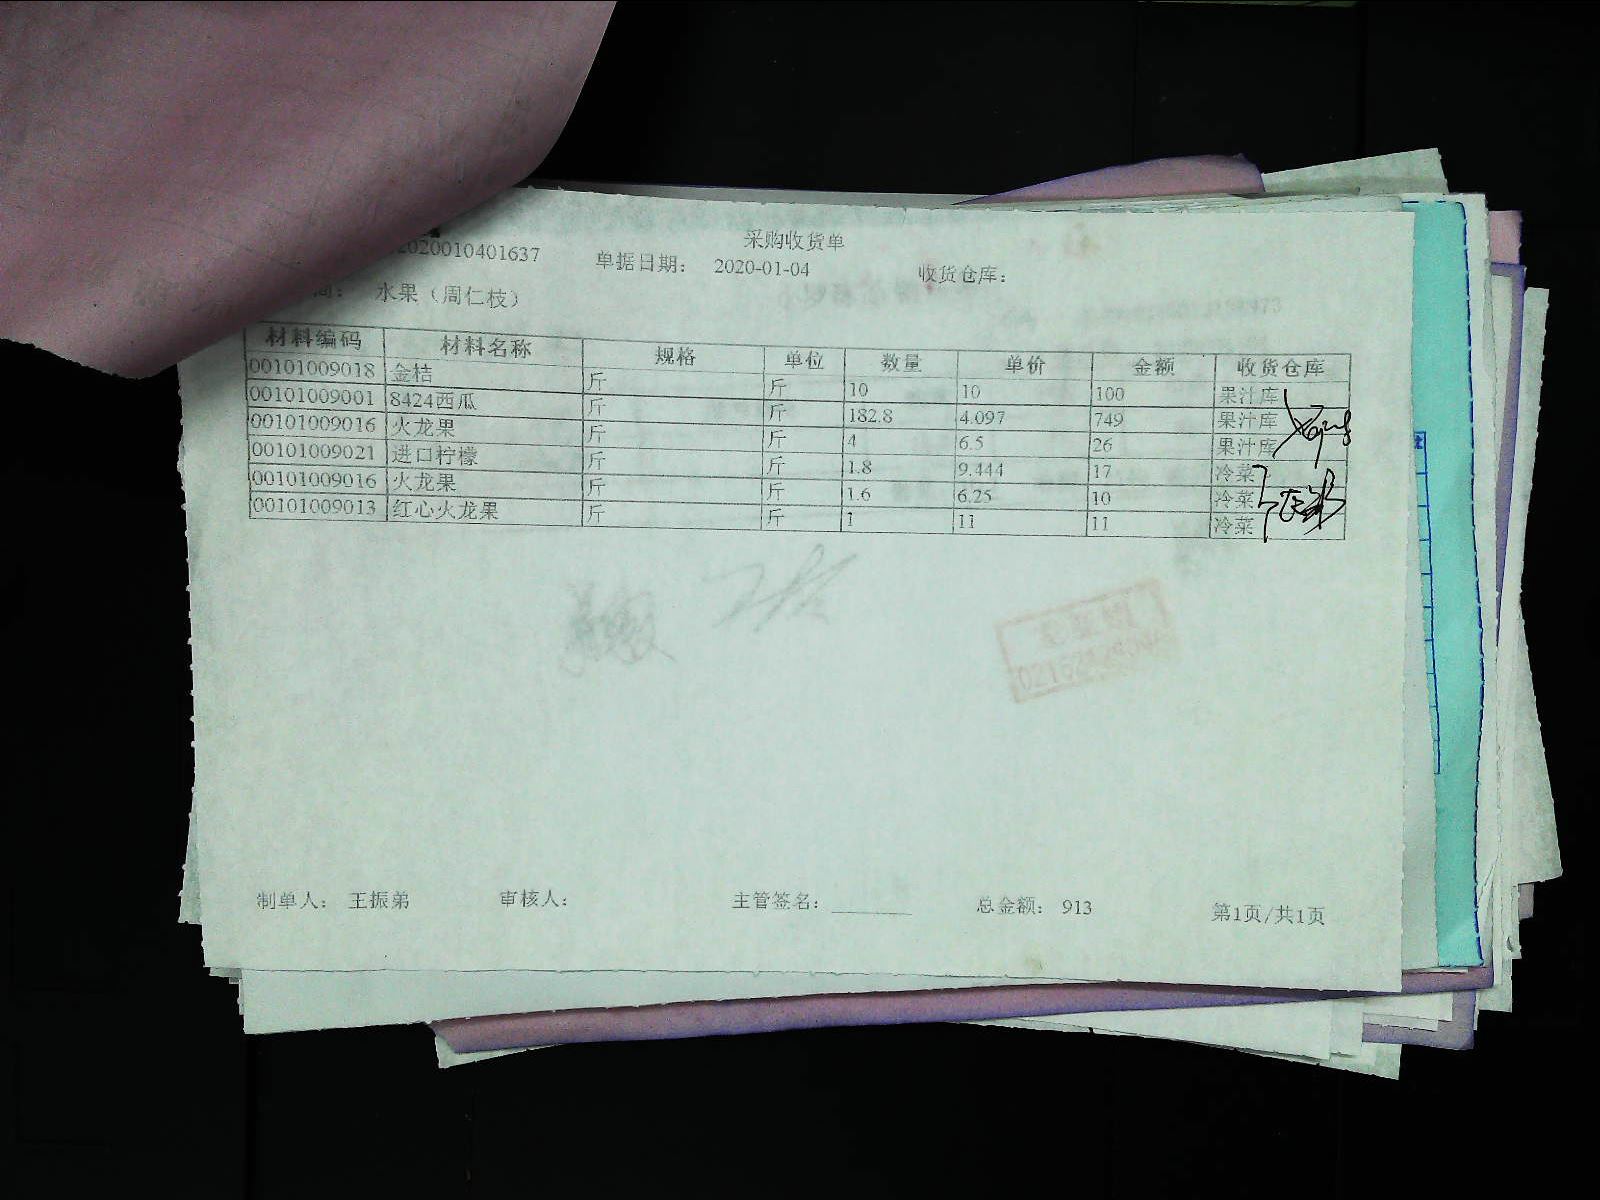 采购收货单
2020010401637 单据日期： 2020-01-04 收货仓库：
商： 水果（周仁枝）
材料编码 材料名称 规格 单位 数量 单价 金额 收货仓库
00101009018 金桔 斤 斤 10 10 100 果汁库
00101009001 8424西瓜 斤 斤 182.8 4.097 749 果汁库
00101009016 火龙果 斤 斤 4 6.5 26 果汁库
00101009021 进口柠檬 斤 斤 1.8 9.444 17 冷菜
00101009016 火龙果 斤 斤 1.6 6.25 10 冷菜
00101009013 红心火龙果 斤 斤 1 11 11 冷菜
制单人： 王振弟 审核人： 主管签名： 总金额： 913 第1页/共1页